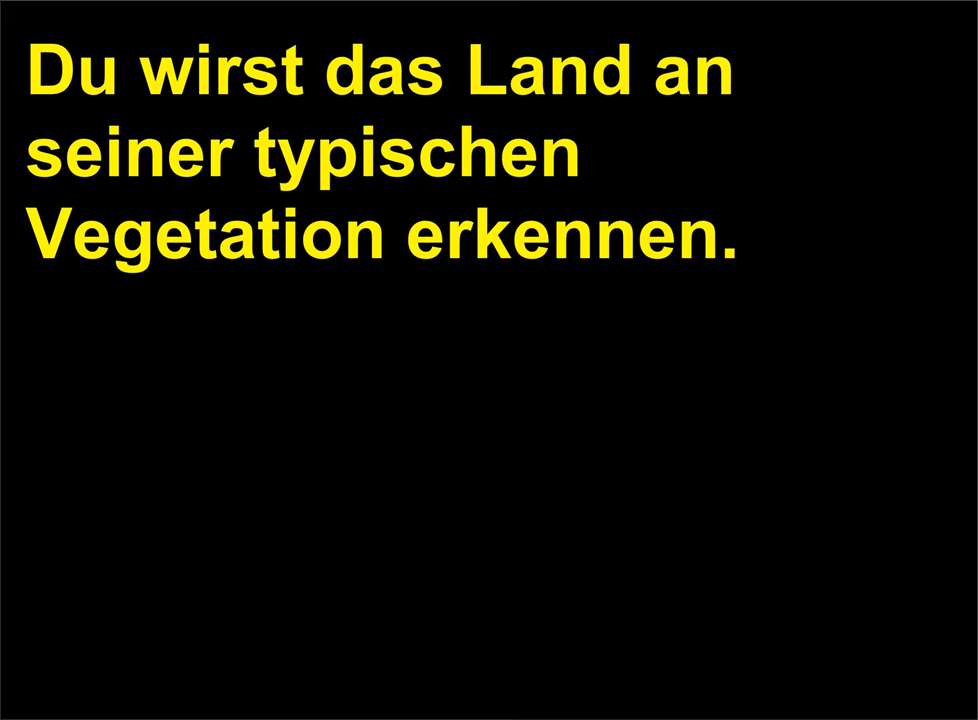 Du wirst das Land an
seiner typischen
Vegetation erkennen.